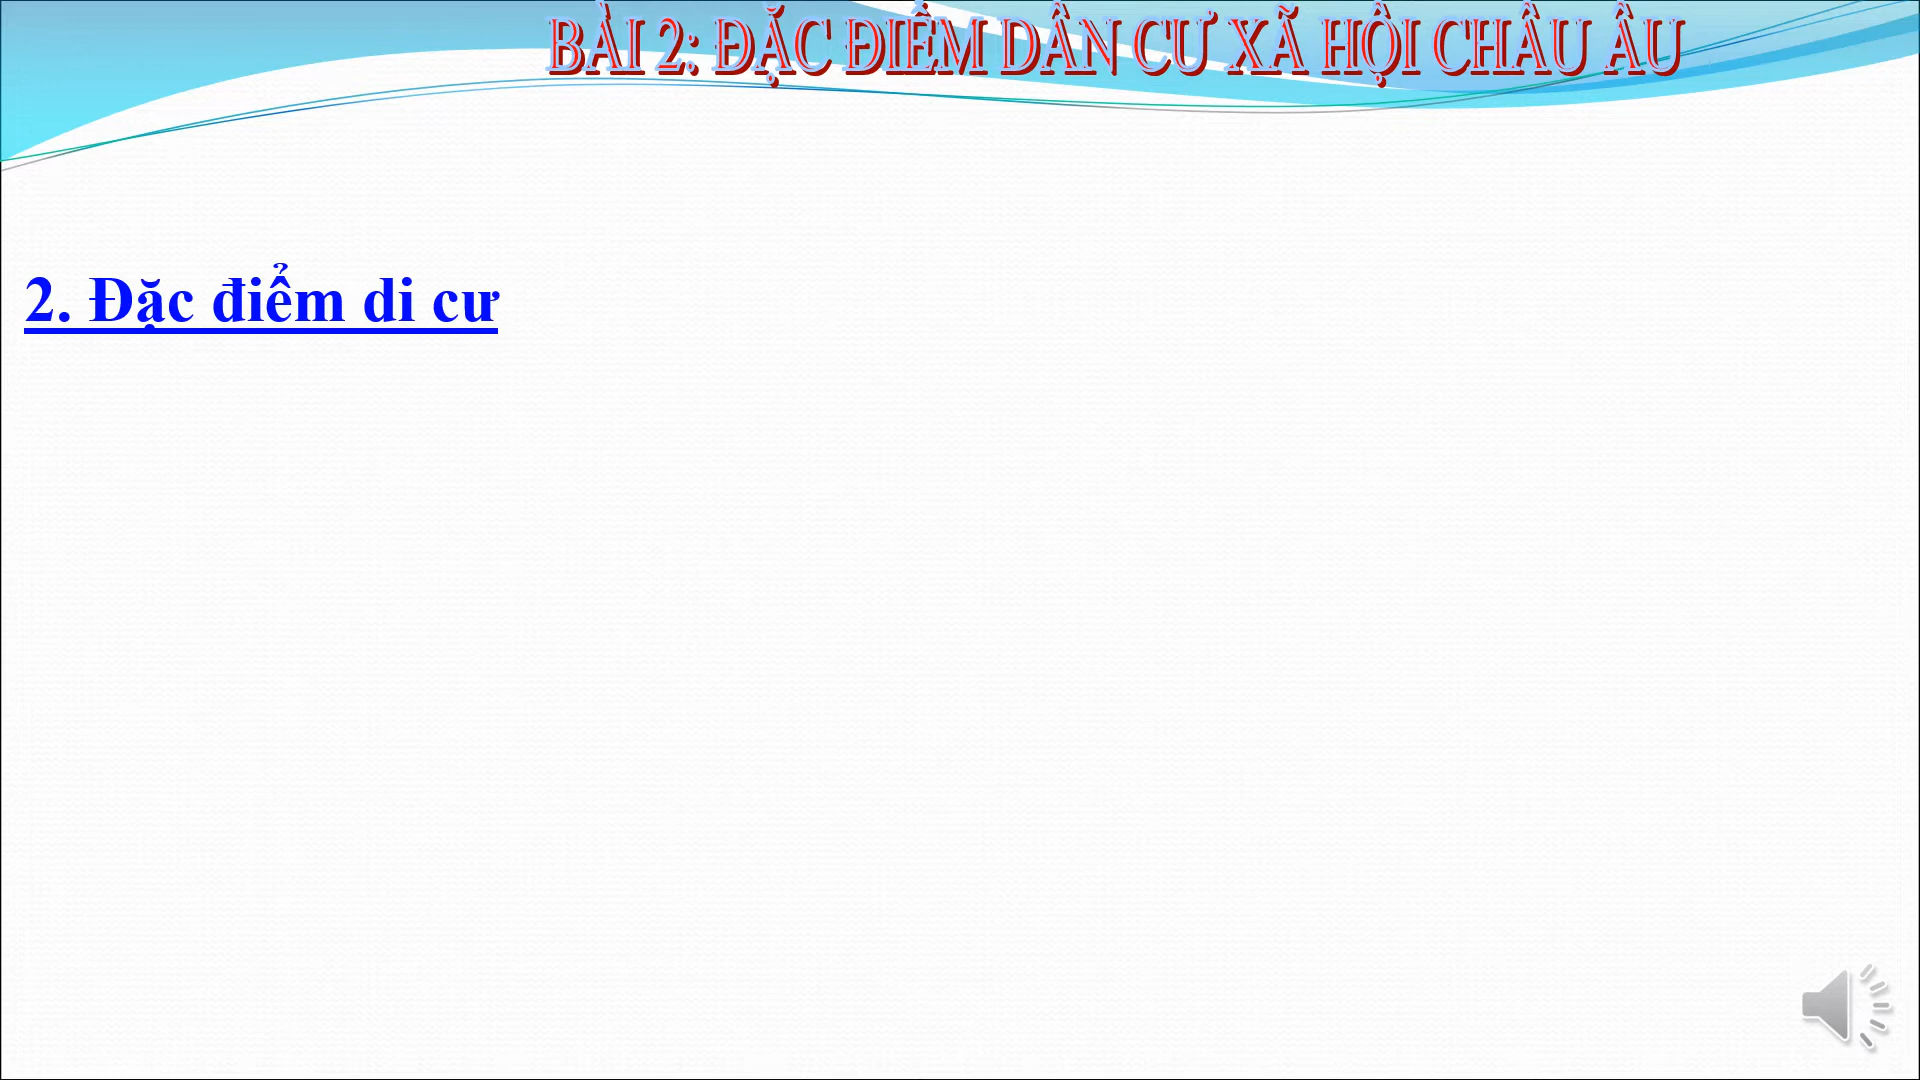 BÀI 2: ĐẶC ĐIỂM DÂN CƯ XÃ HỘI CHÂU ÂU
2. Đặc điểm di cư